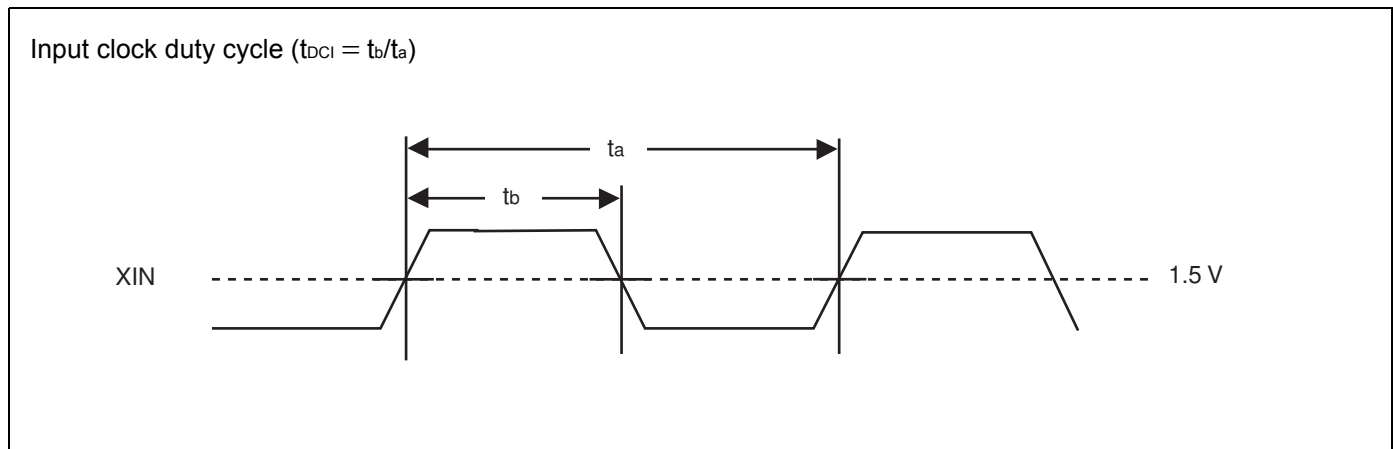 Input clock duty cycle (tDCI = tb/ta)
ta
tb
XIN
1.5 V